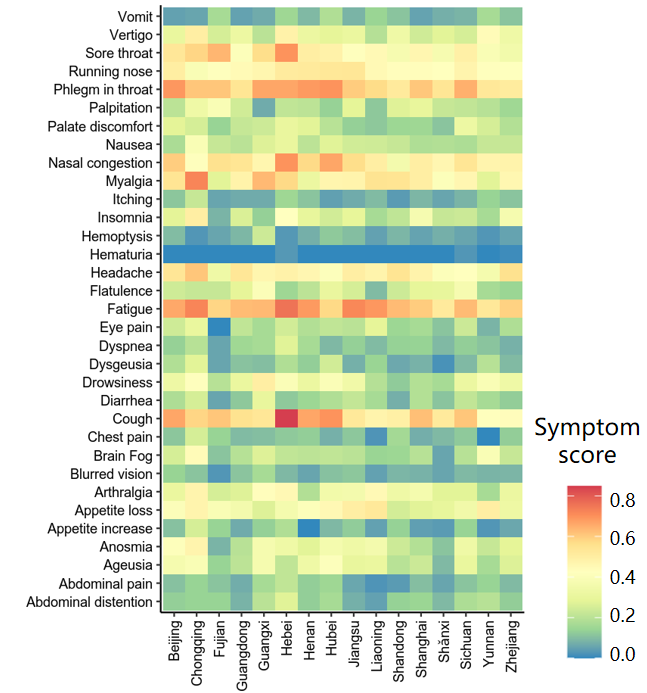 Vomit
Vertigo
Sore throat
Running nose
Phlegm in throat
Palpitation
Palate discomfort
Nausea
Nasal congestion
Myalgia
Itching
Insomnia
Hemoptysis
Hematuria
Headache
Flatulence
Fatigue
Eye pain
Dyspnea
Dysgeusia
Drowsiness
Diarrhea
Cough
Chest pain
Brain Fog
Blurred vision
Arthralgia
Appetite loss
Appetite increase
Anosmia
Ageusia
Abdominal pain
Abdominal distention
Beijing
Chongqing
Fujian
Guangdong
Guangxi
Hebei
Henan
Hubei
Jiangsu
Liaoning
Shandong
Shanghai
Shǎnxi
Sichuan
Yunnan
Zhejiang
Symptom
score
0.8
0.6
0.4
0.2
0.0